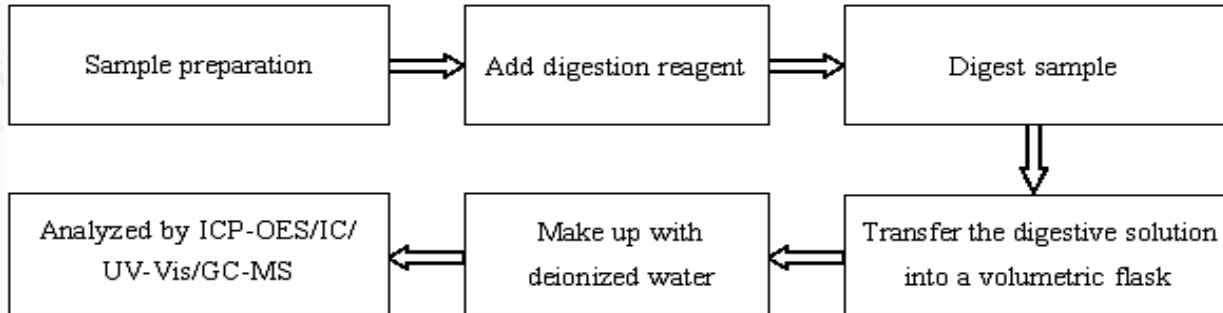 Sample preparation
Add digestion reagent
Digest sample
Transfer the digestive solution
into a volumetric flask
Make up with
deionized water
Analyzed by ICP-OES/IC/
UV-Vis/GC-MS